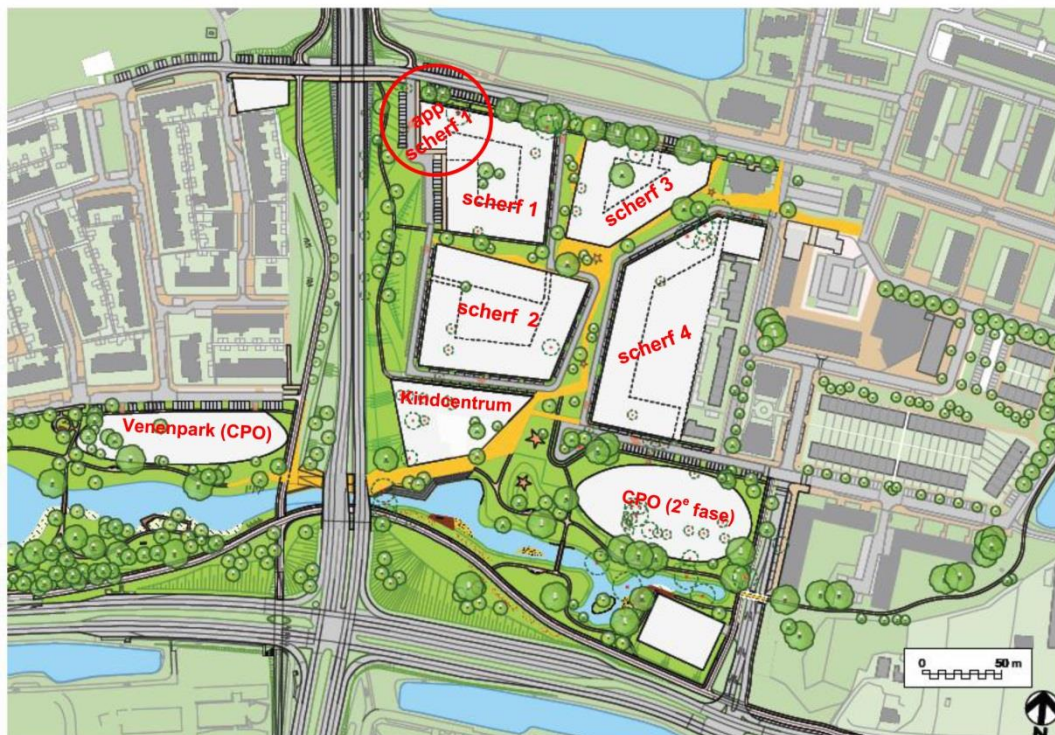 app.
scherf 1
scherf 1
scherf 3
scherf 2
scherf 4
Kindcentrum
Venenpark (CPO)
CPO (2e fase)
0 50 m
N